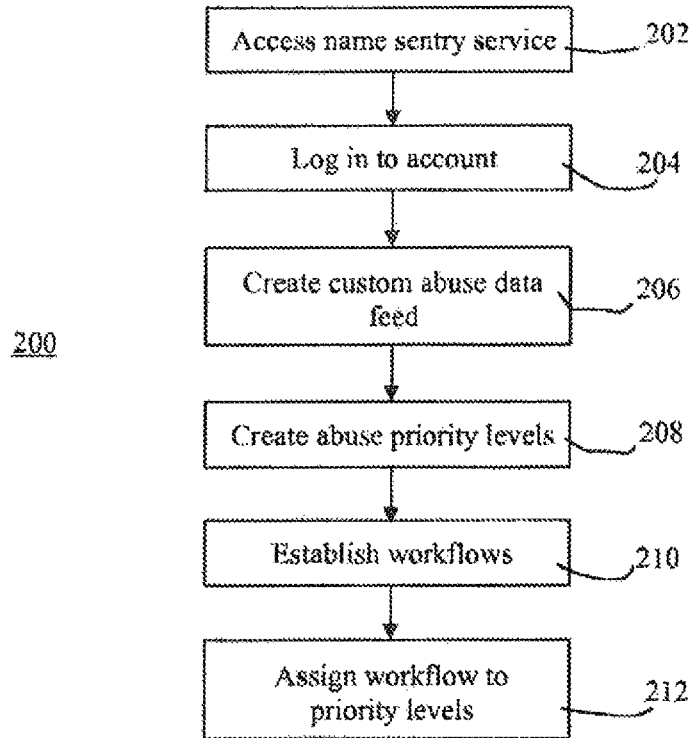 Access name sentry service
202
Log in to account
204
Create custom abuse data
feed
206
200
Create abuse priority levels
208
Establish workflows
210
Assign workflow to
priority levels
212